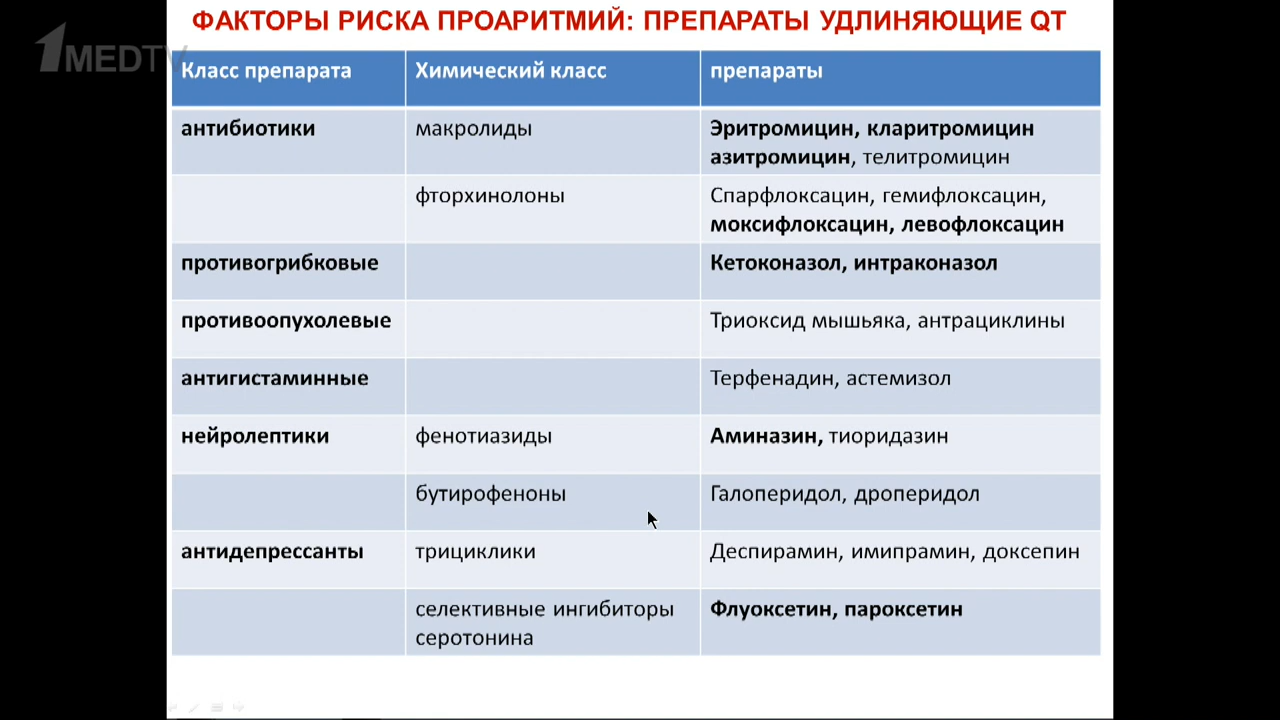 ФАКТОРЫ РИСКА ПРОАРИТМИЙ: ПРЕПАРАТЫ УДЛИНЯЮЩИЕ QT
1MEDTV
Класс препарата Химический класс препараты
антибиотики макролиды Эритромицин, кларитромицин
азитромицин, телитромицин
фторхинолоны Спарфлоксацин, гемифлоксацин,
моксифлоксацин, левофлоксацин
противогрибковые Кетоконазол, интраконазол
противоопухолевые Триоксид мышьяка, антрациклины
антигистаминные Терфенадин, астемизол
нейролептики фенотиазиды Аминазин, тиоридазин
бутирофеноны Галоперидол, дроперидол
антидепрессанты трициклики Деспирамин, имипрамин, доксепин
селективные ингибиторы Флуоксетин, пароксетин
серотонина